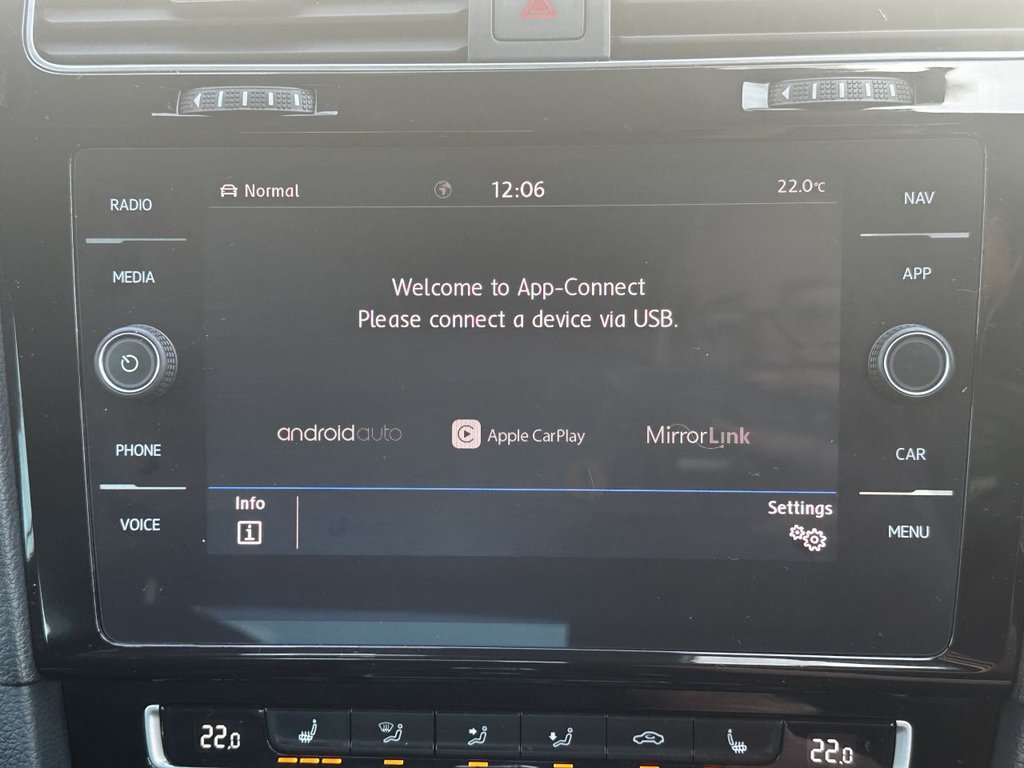 RADIO
MEDIA
PHONE
VOICE
Normal
12:06
22.0°C
Welcome to App-Connect
Please connect a device via USB.
androidauto
Apple CarPlay
MirrorLink
Info
i
Settings
NAV
APP
CAR
MENU
22.0
22.0